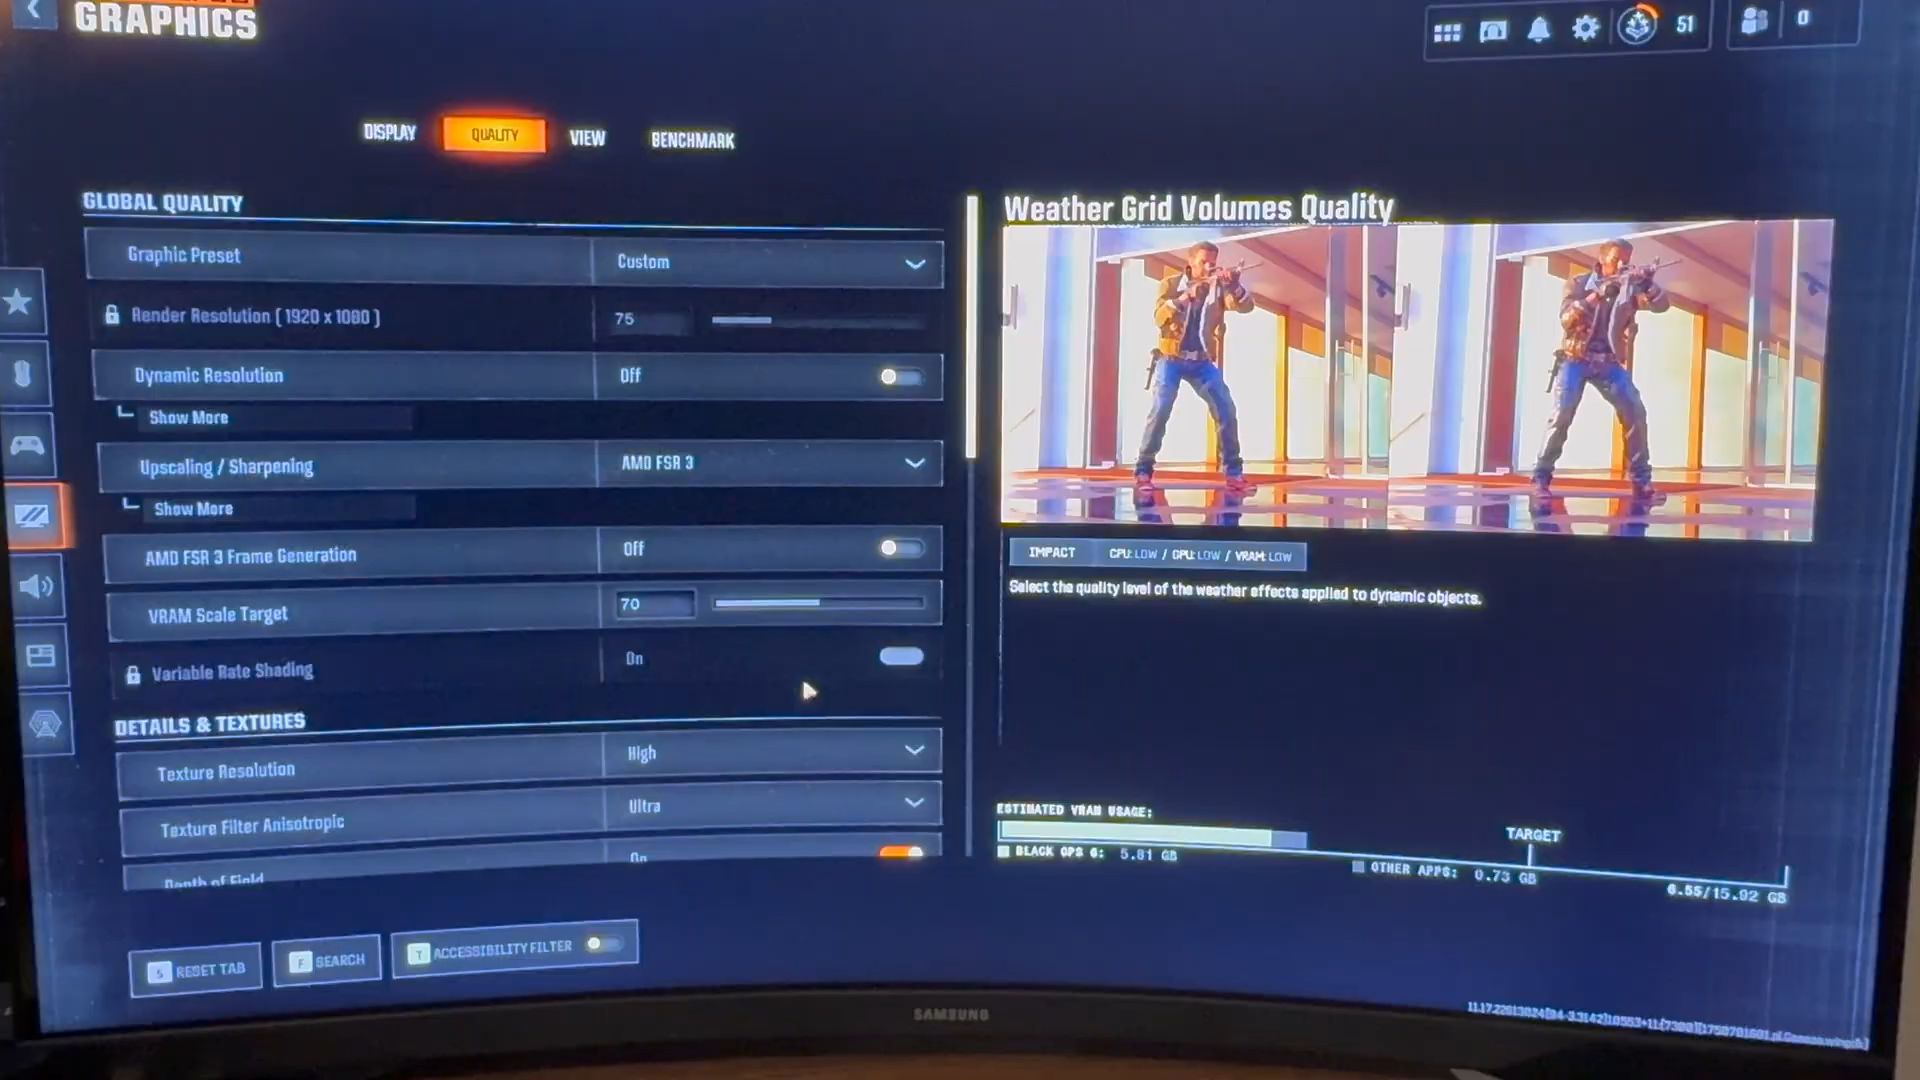 GRAPHICS
51
0
DISPLAY
QUALITY
VIEW
BENCHMARK
GLOBAL QUALITY
Graphic Preset
Custom
Render Resolution ( 1920 x 1080 )
75
Dynamic Resolution
Off
Show More
Upscaling / Sharpening
AMD FSR 3
Show More
AMD FSR 3 Frame Generation
Off
VRAM Scale Target
70
Variable Rate Shading
On
DETAILS & TEXTURES
Texture Resolution
High
Texture Filter Anisotropic
Ultra
Depth of Field
On
Weather Grid Volumes Quality
IMPACT
CPU: LOW / GPU: LOW / VRAM: LOW
Select the quality level of the weather effects applied to dynamic objects.
ESTIMATED VRAM USAGE:
TARGET
BLACK OPS 6: 5.81 GB
OTHER APPS: 0.73 GB
6.55/15.92 GB
S RESET TAB
F SEARCH
T ACCESSIBILITY FILTER
SAMSUNG